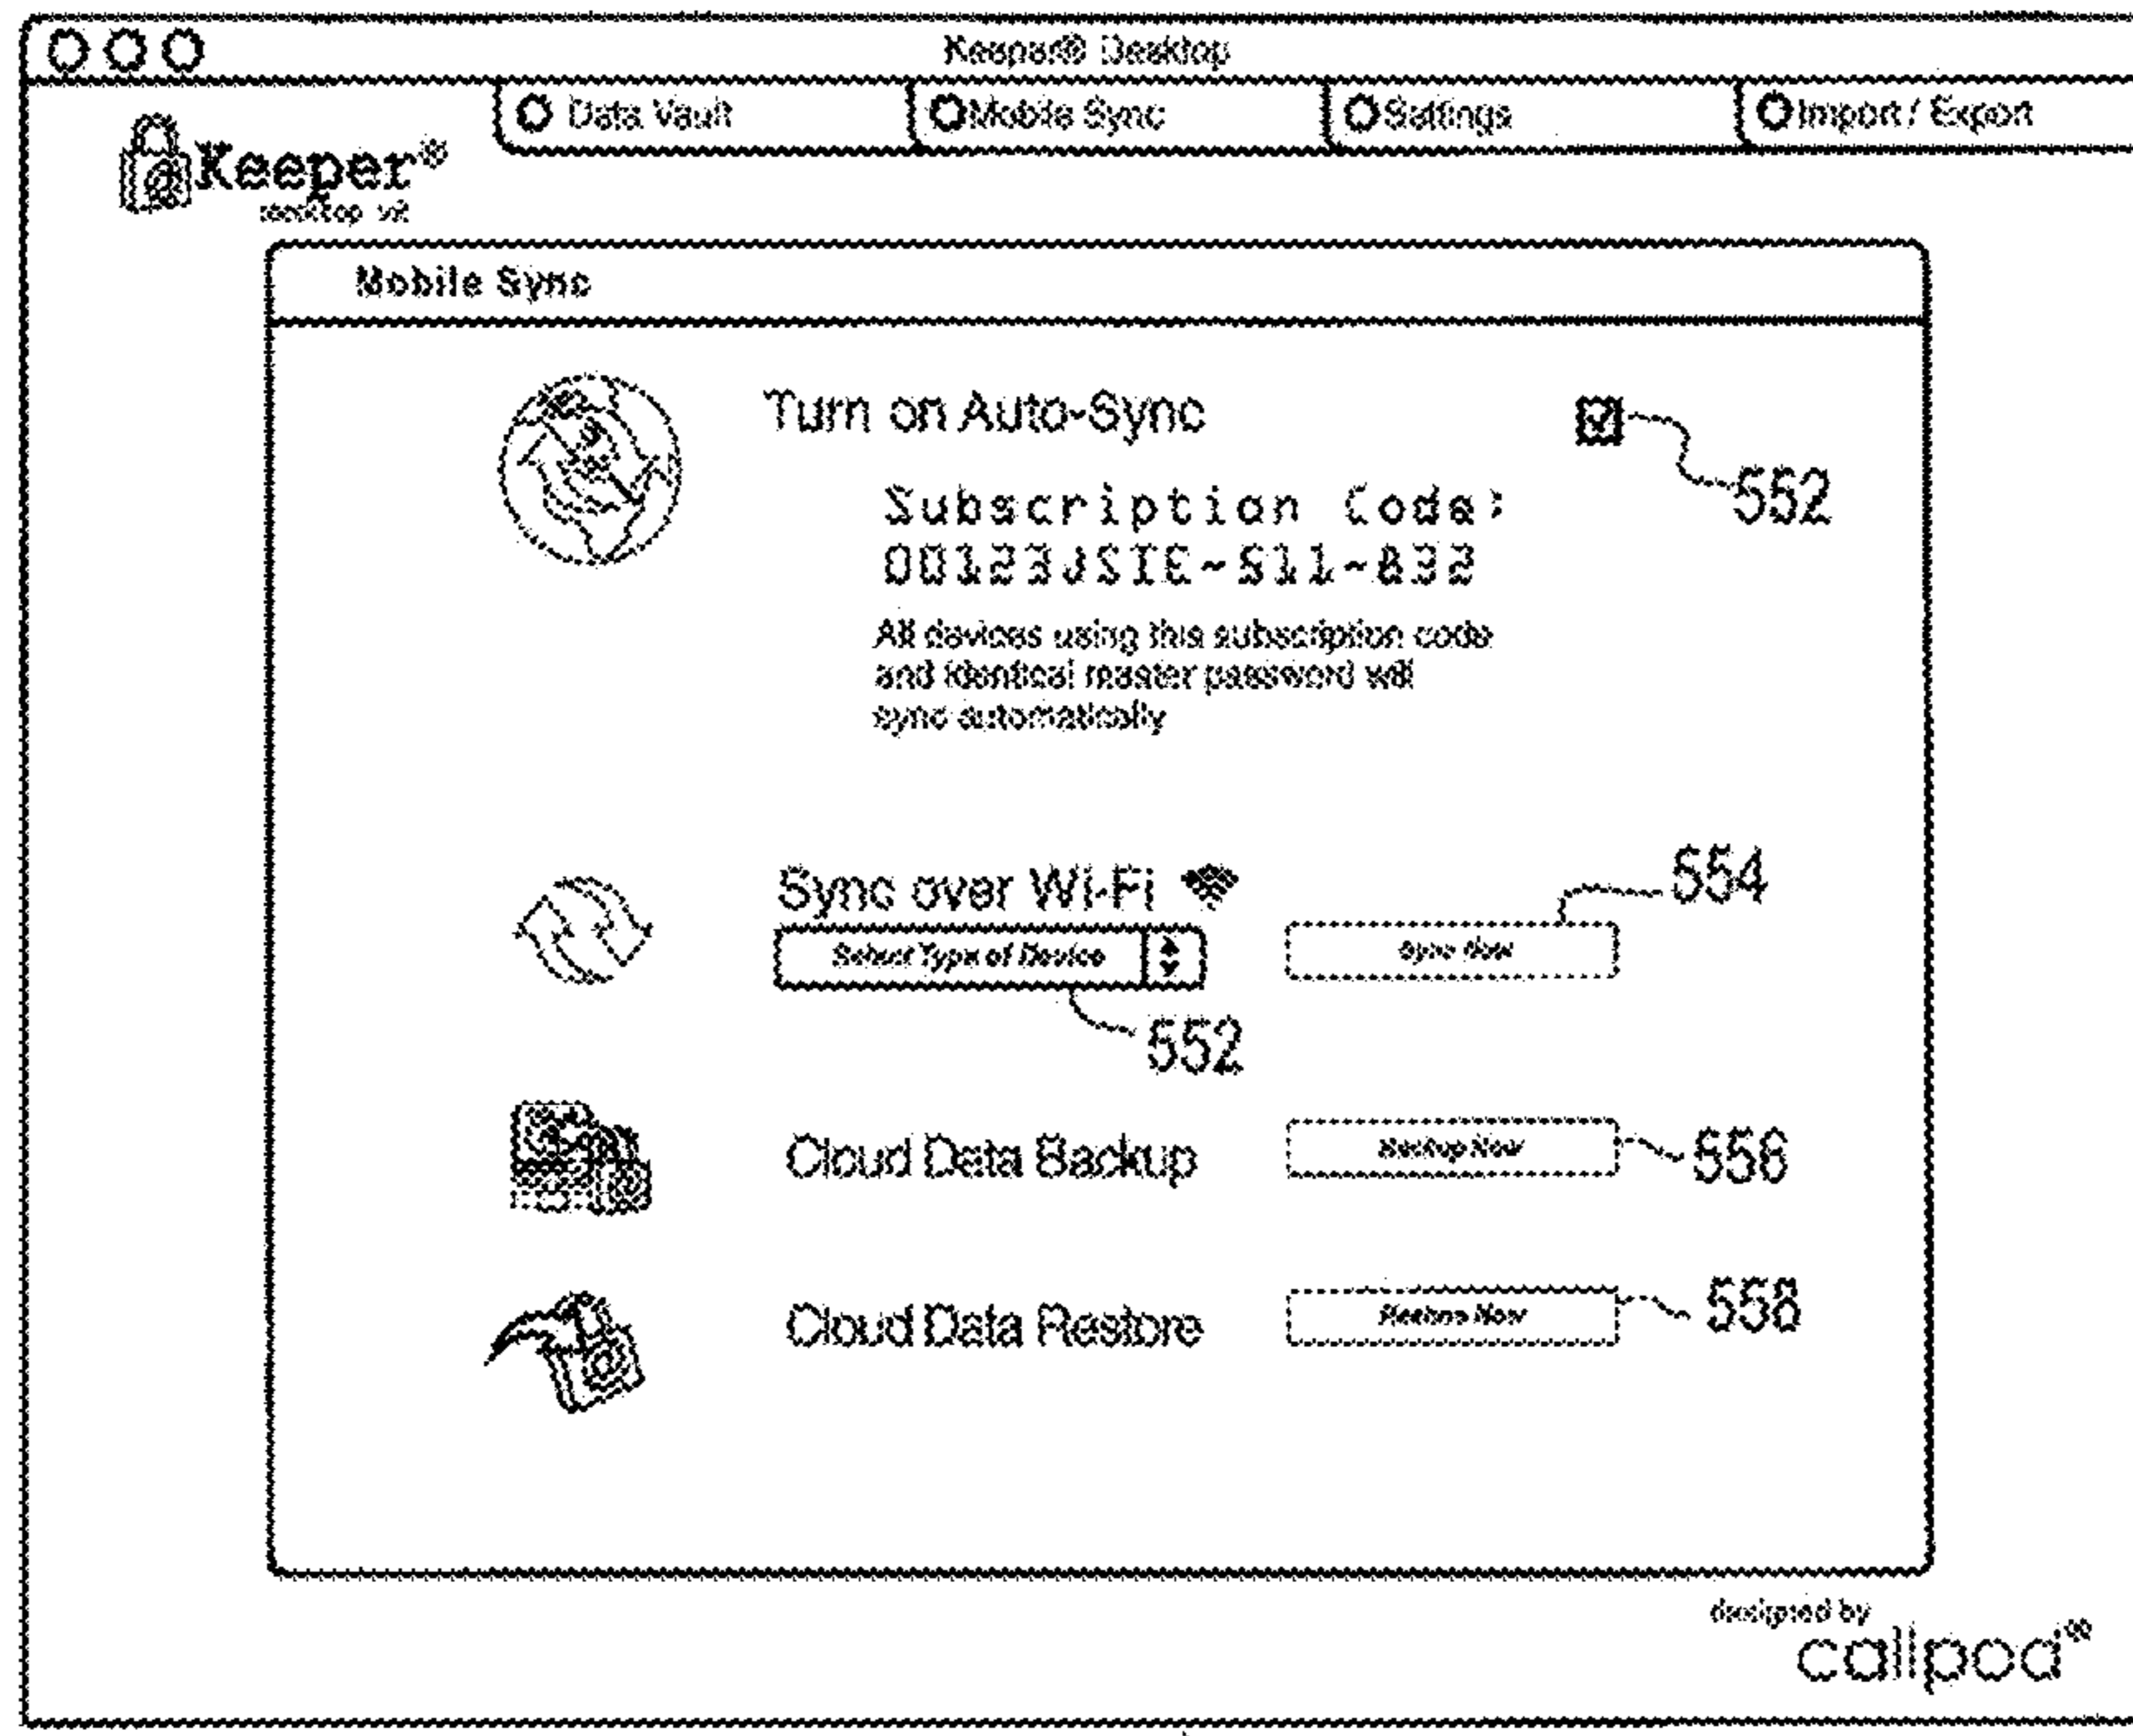 Keeper® Desktop
Data Vault
Mobile Sync
Settings
Import / Export
Keeper®
desktop v2
Mobile Sync
Turn on Auto-Sync
552
Subscription Code:
00123JSIE-S11-832
All devices using this subscription code
and identical master password will
sync automatically
Sync over Wi-Fi
554
Select Type of Device
Sync Now
552
Cloud Data Backup
Backup Now
556
Cloud Data Restore
Restore Now
558
designed by
callpod®